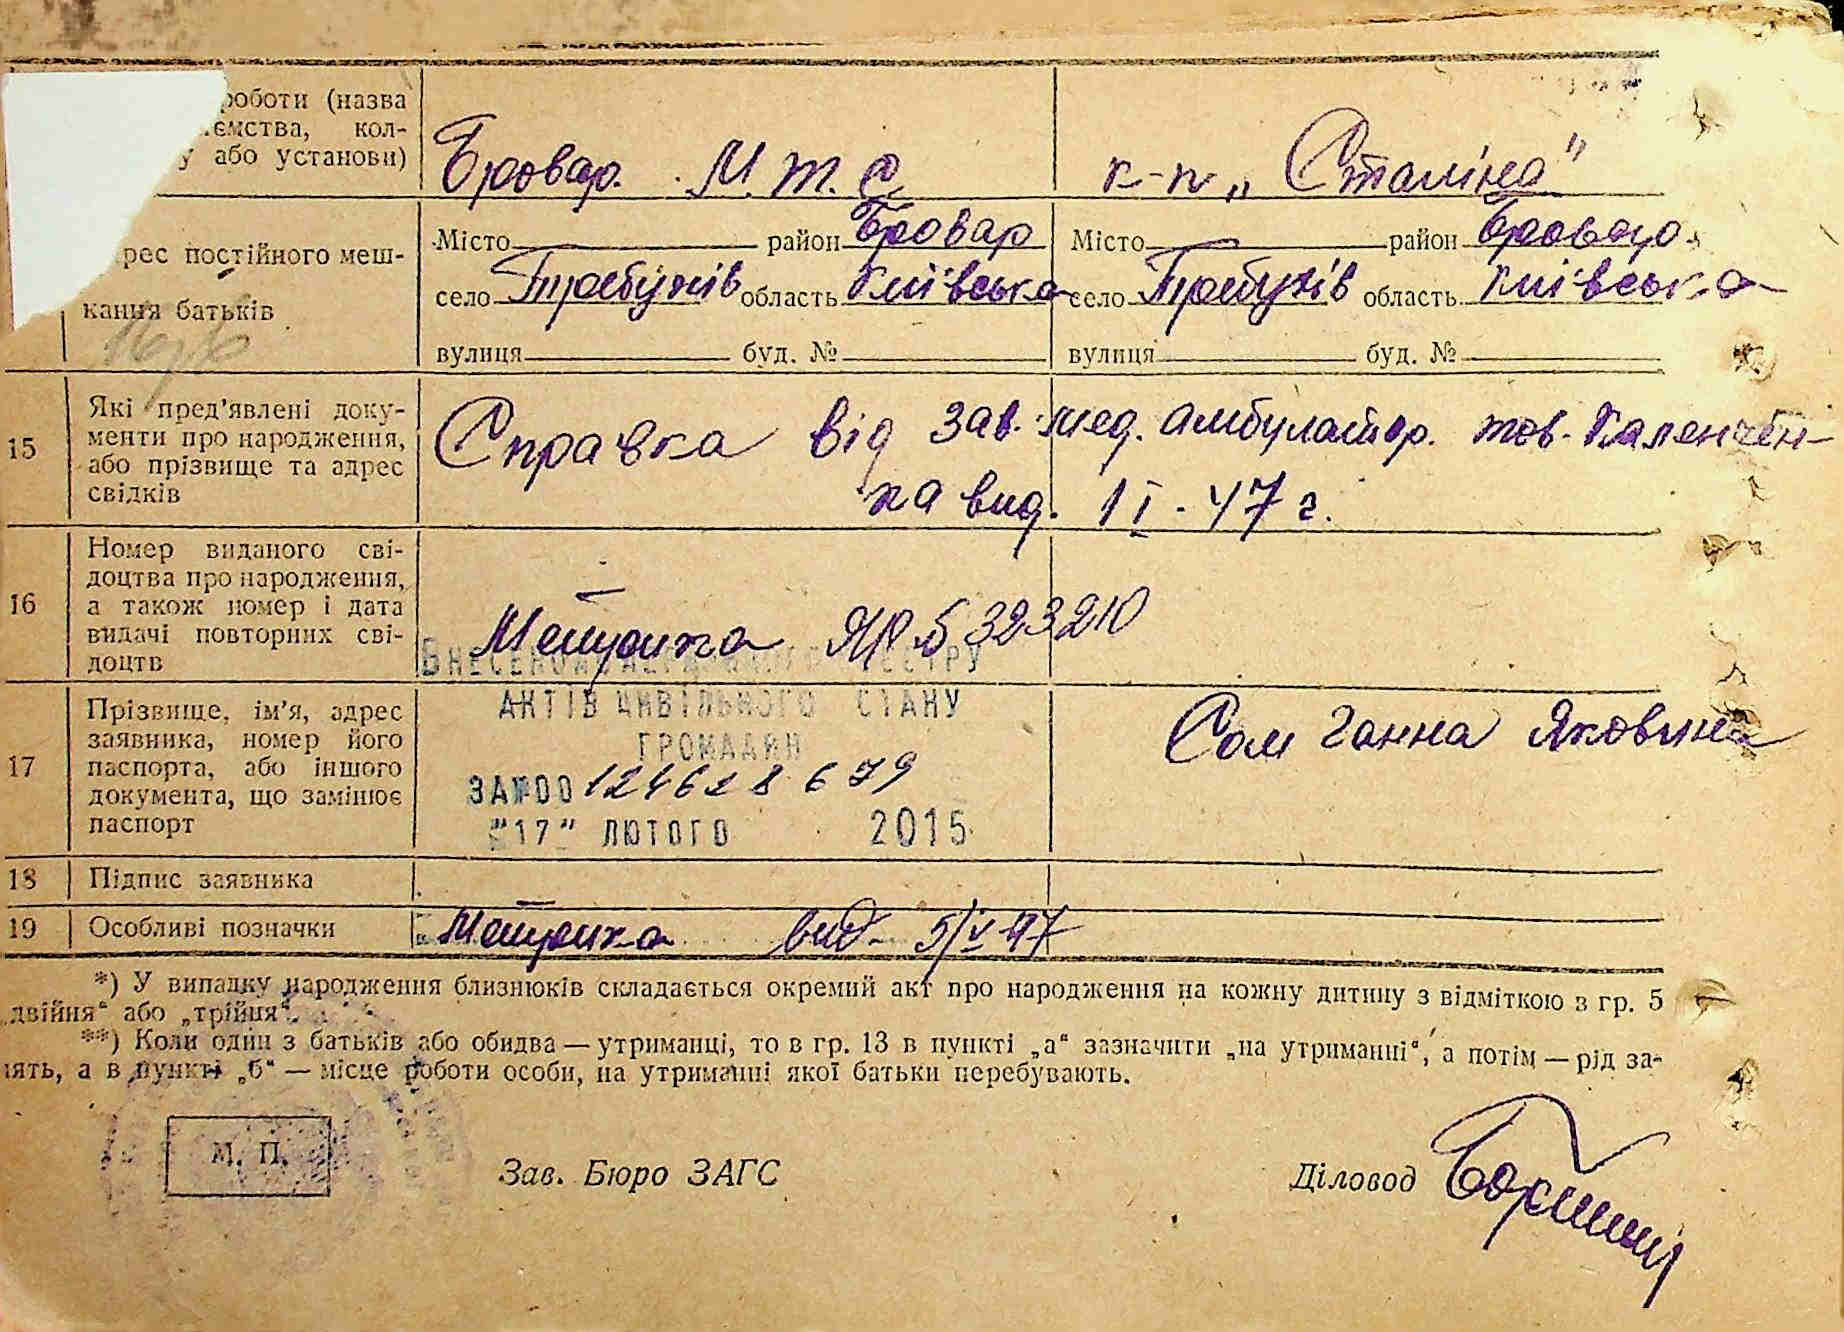 роботи (назва
ємства, кол-
у або установи)
Бровар. М.Т.С
к-п „Сталіна"
рес постійного меш-
кання батьків
Місто район Бровар
село Требухів область Київська
вулиця буд. №
Місто район Бровар
село Требухів область Київська
вулиця буд. №
15 Які пред'явлені доку-
менти про народження,
або прізвище та адрес
свідків
Справка від зав. мед. амбулатор. тов. Каленчен-
ка вид. 1 I - 47 г.
16 Номер виданого сві-
доцтва про народження,
а також номер і дата
видачі повторних сві-
доцтв
Метрика ЯР Б 323210
17 Прізвище, ім'я, адрес
заявника, номер його
паспорта, або іншого
документа, що замінює
паспорт
АКТІВ ЦИВІЛЬНОГО СТАНУ
ГРОМАДЯН
ЗА №00124628679
"17" ЛЮТОГО 2015
Сом Ганна Яковына
18 Підпис заявника
19 Особливі позначки
Метрика вид- 5/V-47
*) У випадку народження близнюків складається окремий акт про народження на кожну дитину з відміткою в гр. 5
„двійня“ або „трійня“.
**) Коли один з батьків або обидва — утриманці, то в гр. 13 в пункті „а“ зазначити „на утриманні“, а потім — рід за-
нять, а в пункті „б“ — місце роботи особи, на утриманні якої батьки перебувають.
М. П.
Зав. Бюро ЗАГС
Діловод